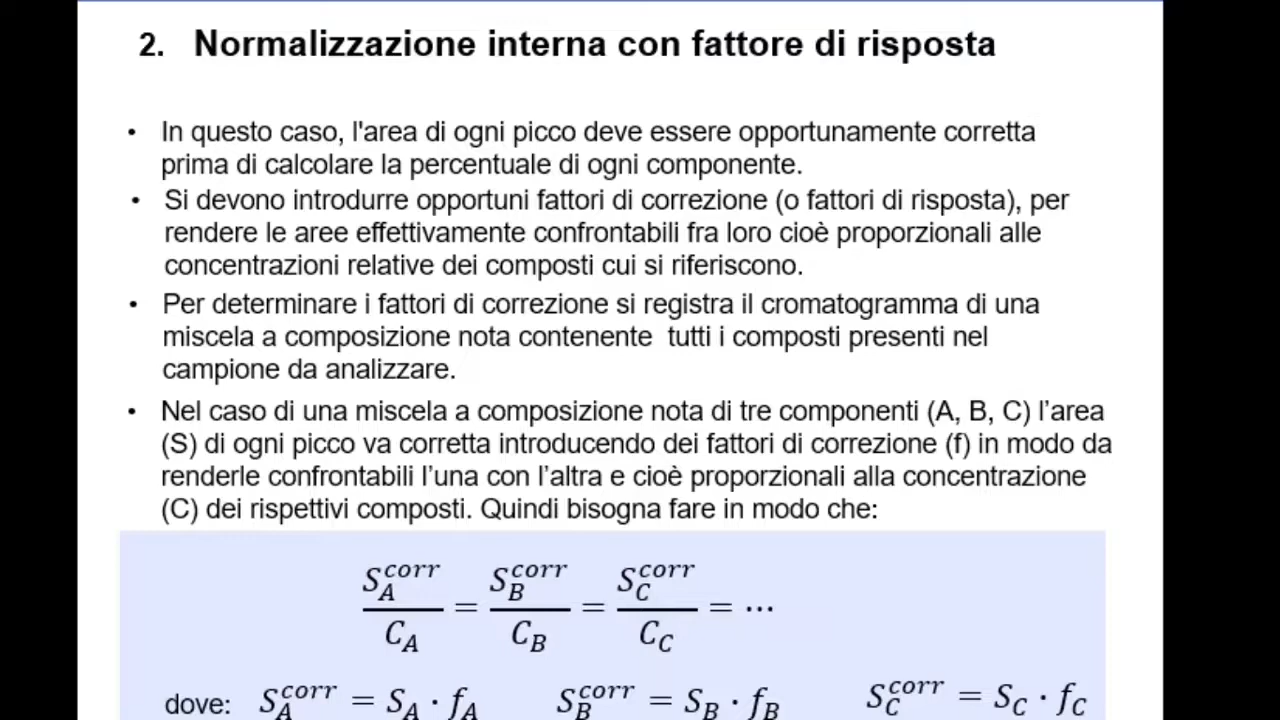 2. Normalizzazione interna con fattore di risposta
• In questo caso, l'area di ogni picco deve essere opportunamente corretta
prima di calcolare la percentuale di ogni componente.
• Si devono introdurre opportuni fattori di correzione (o fattori di risposta), per
rendere le aree effettivamente confrontabili fra loro cioè proporzionali alle
concentrazioni relative dei composti cui si riferiscono.
• Per determinare i fattori di correzione si registra il cromatogramma di una
miscela a composizione nota contenente  tutti i composti presenti nel
campione da analizzare.
• Nel caso di una miscela a composizione nota di tre componenti (A, B, C) l’area
(S) di ogni picco va corretta introducendo dei fattori di correzione (f) in modo da
renderle confrontabili l’una con l’altra e cioè proporzionali alla concentrazione
(C) dei rispettivi composti. Quindi bisogna fare in modo che:
S_A^corr / C_A = S_B^corr / C_B = S_C^corr / C_C = ⋯
dove: S_A^corr = S_A · f_A S_B^corr = S_B · f_B S_C^corr = S_C · f_C